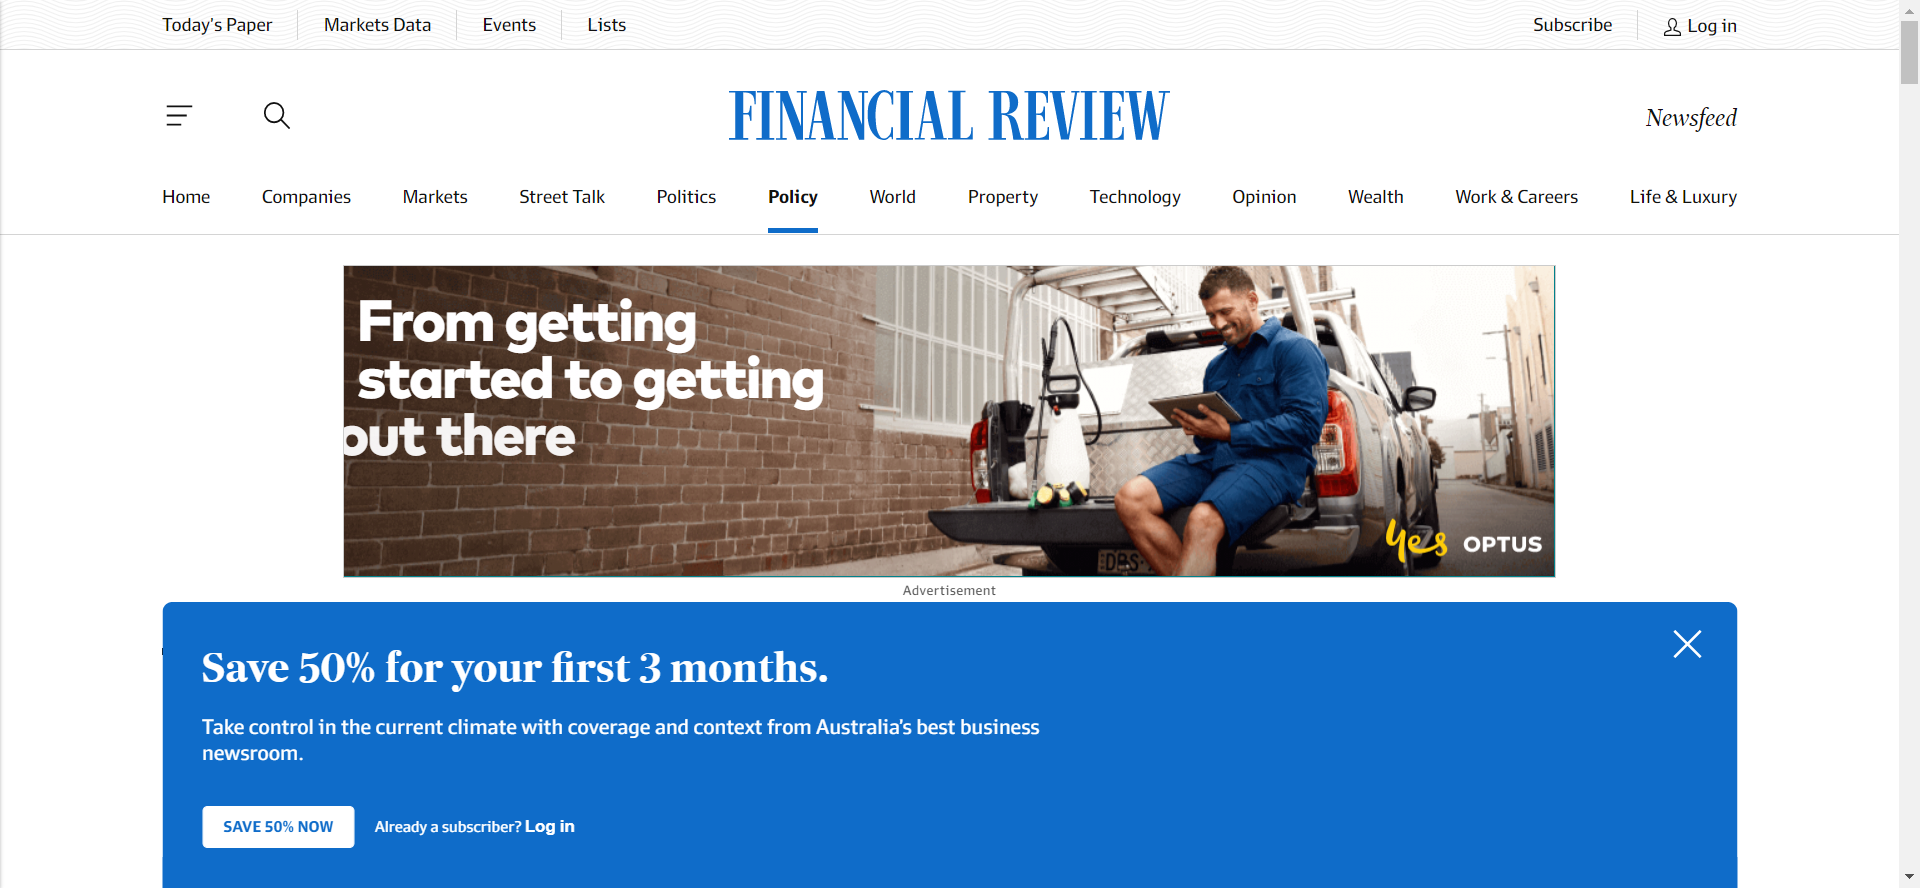 Today's Paper
Markets Data
Events
Lists
Subscribe
Log in
FINANCIAL REVIEW
Newsfeed
Home
Companies
Markets
Street Talk
Politics
Policy
World
Property
Technology
Opinion
Wealth
Work & Careers
Life & Luxury
From getting
started to getting
out there
yes OPTUS
Advertisement
Save 50% for your first 3 months.
Take control in the current climate with coverage and context from Australia's best business
newsroom.
SAVE 50% NOW
Already a subscriber? Log in